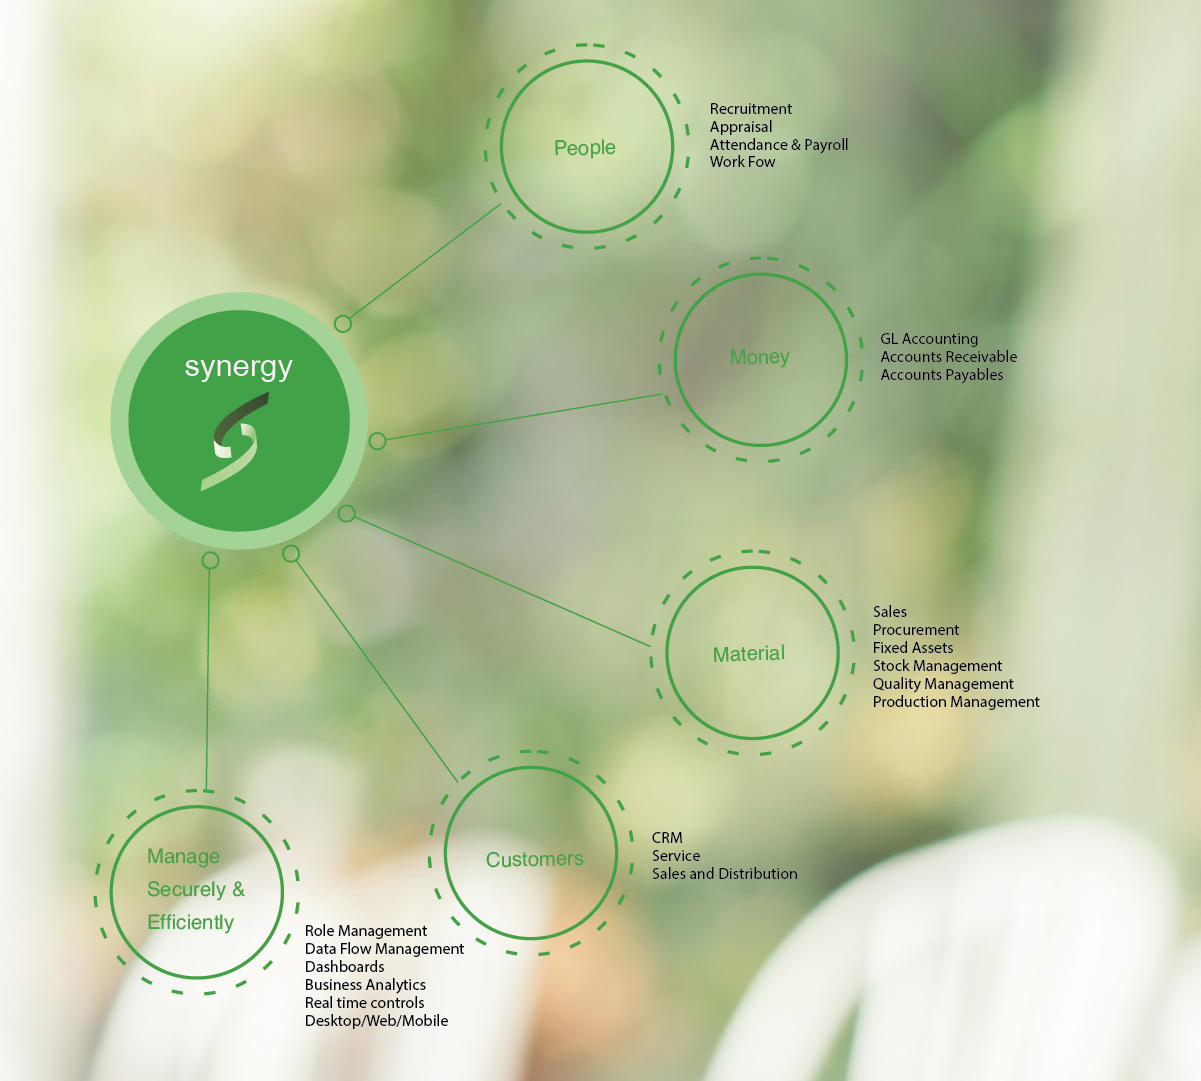 People
Recruitment
Appraisal
Attendance & Payroll
Work Fow
Money
GL Accounting
Accounts Receivable
Accounts Payables
synergy
Material
Sales
Procurement
Fixed Assets
Stock Management
Quality Management
Production Management
Customers
CRM
Service
Sales and Distribution
Manage
Securely &
Efficiently
Role Management
Data Flow Management
Dashboards
Business Analytics
Real time controls
Desktop/Web/Mobile